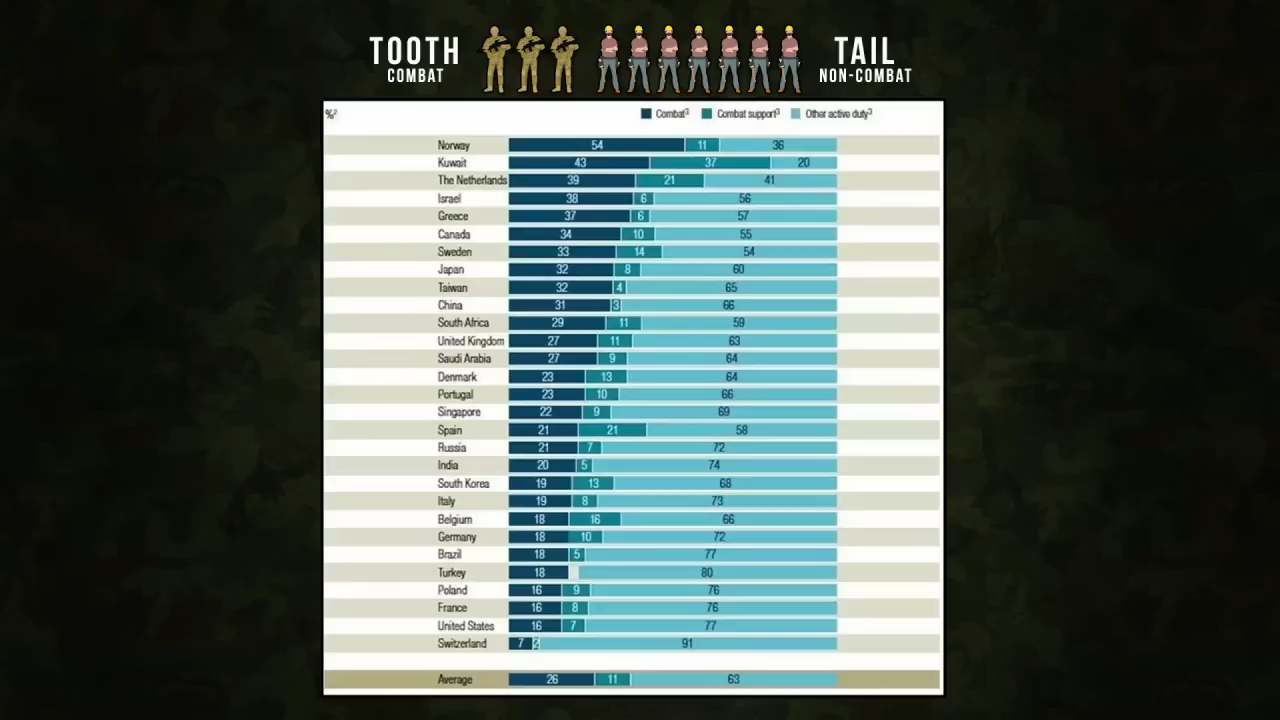 TOOTH
COMBAT
TAIL
NON-COMBAT
%² Combat³ Combat support³ Other active duty³
Norway 54 11 36
Kuwait 43 37 20
The Netherlands 39 21 41
Israel 38 6 56
Greece 37 6 57
Canada 34 10 55
Sweden 33 14 54
Japan 32 8 60
Taiwan 32 4 65
China 31 3 66
South Africa 29 11 59
United Kingdom 27 11 63
Saudi Arabia 27 9 64
Denmark 23 13 64
Portugal 23 10 66
Singapore 22 9 69
Spain 21 21 58
Russia 21 7 72
India 20 5 74
South Korea 19 13 68
Italy 19 8 73
Belgium 18 16 66
Germany 18 10 72
Brazil 18 5 77
Turkey 18 80
Poland 16 9 76
France 16 8 76
United States 16 7 77
Switzerland 7 2 91
Average 26 11 63